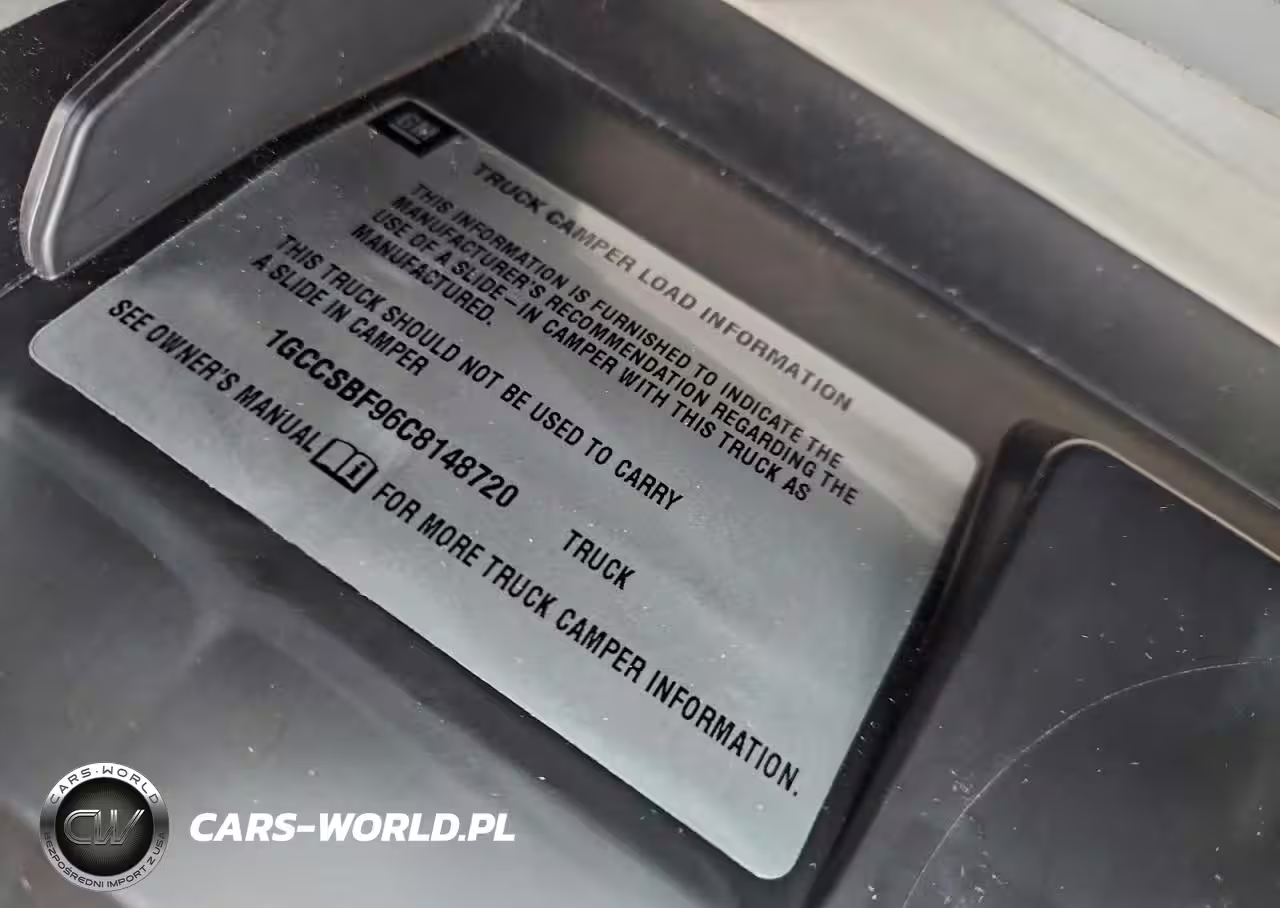 GM
TRUCK CAMPER LOAD INFORMATION
THIS INFORMATION IS FURNISHED TO INDICATE THE
MANUFACTURER'S RECOMMENDATION REGARDING THE
USE OF A SLIDE-IN CAMPER WITH THIS TRUCK AS
MANUFACTURED.
THIS TRUCK SHOULD NOT BE USED TO CARRY
A SLIDE IN CAMPER
1GCCSBF96C8148720 TRUCK
SEE OWNER'S MANUAL FOR MORE TRUCK CAMPER INFORMATION.
CARS-WORLD
CW
BEZPOŚREDNI IMPORT Z USA
CARS-WORLD.PL